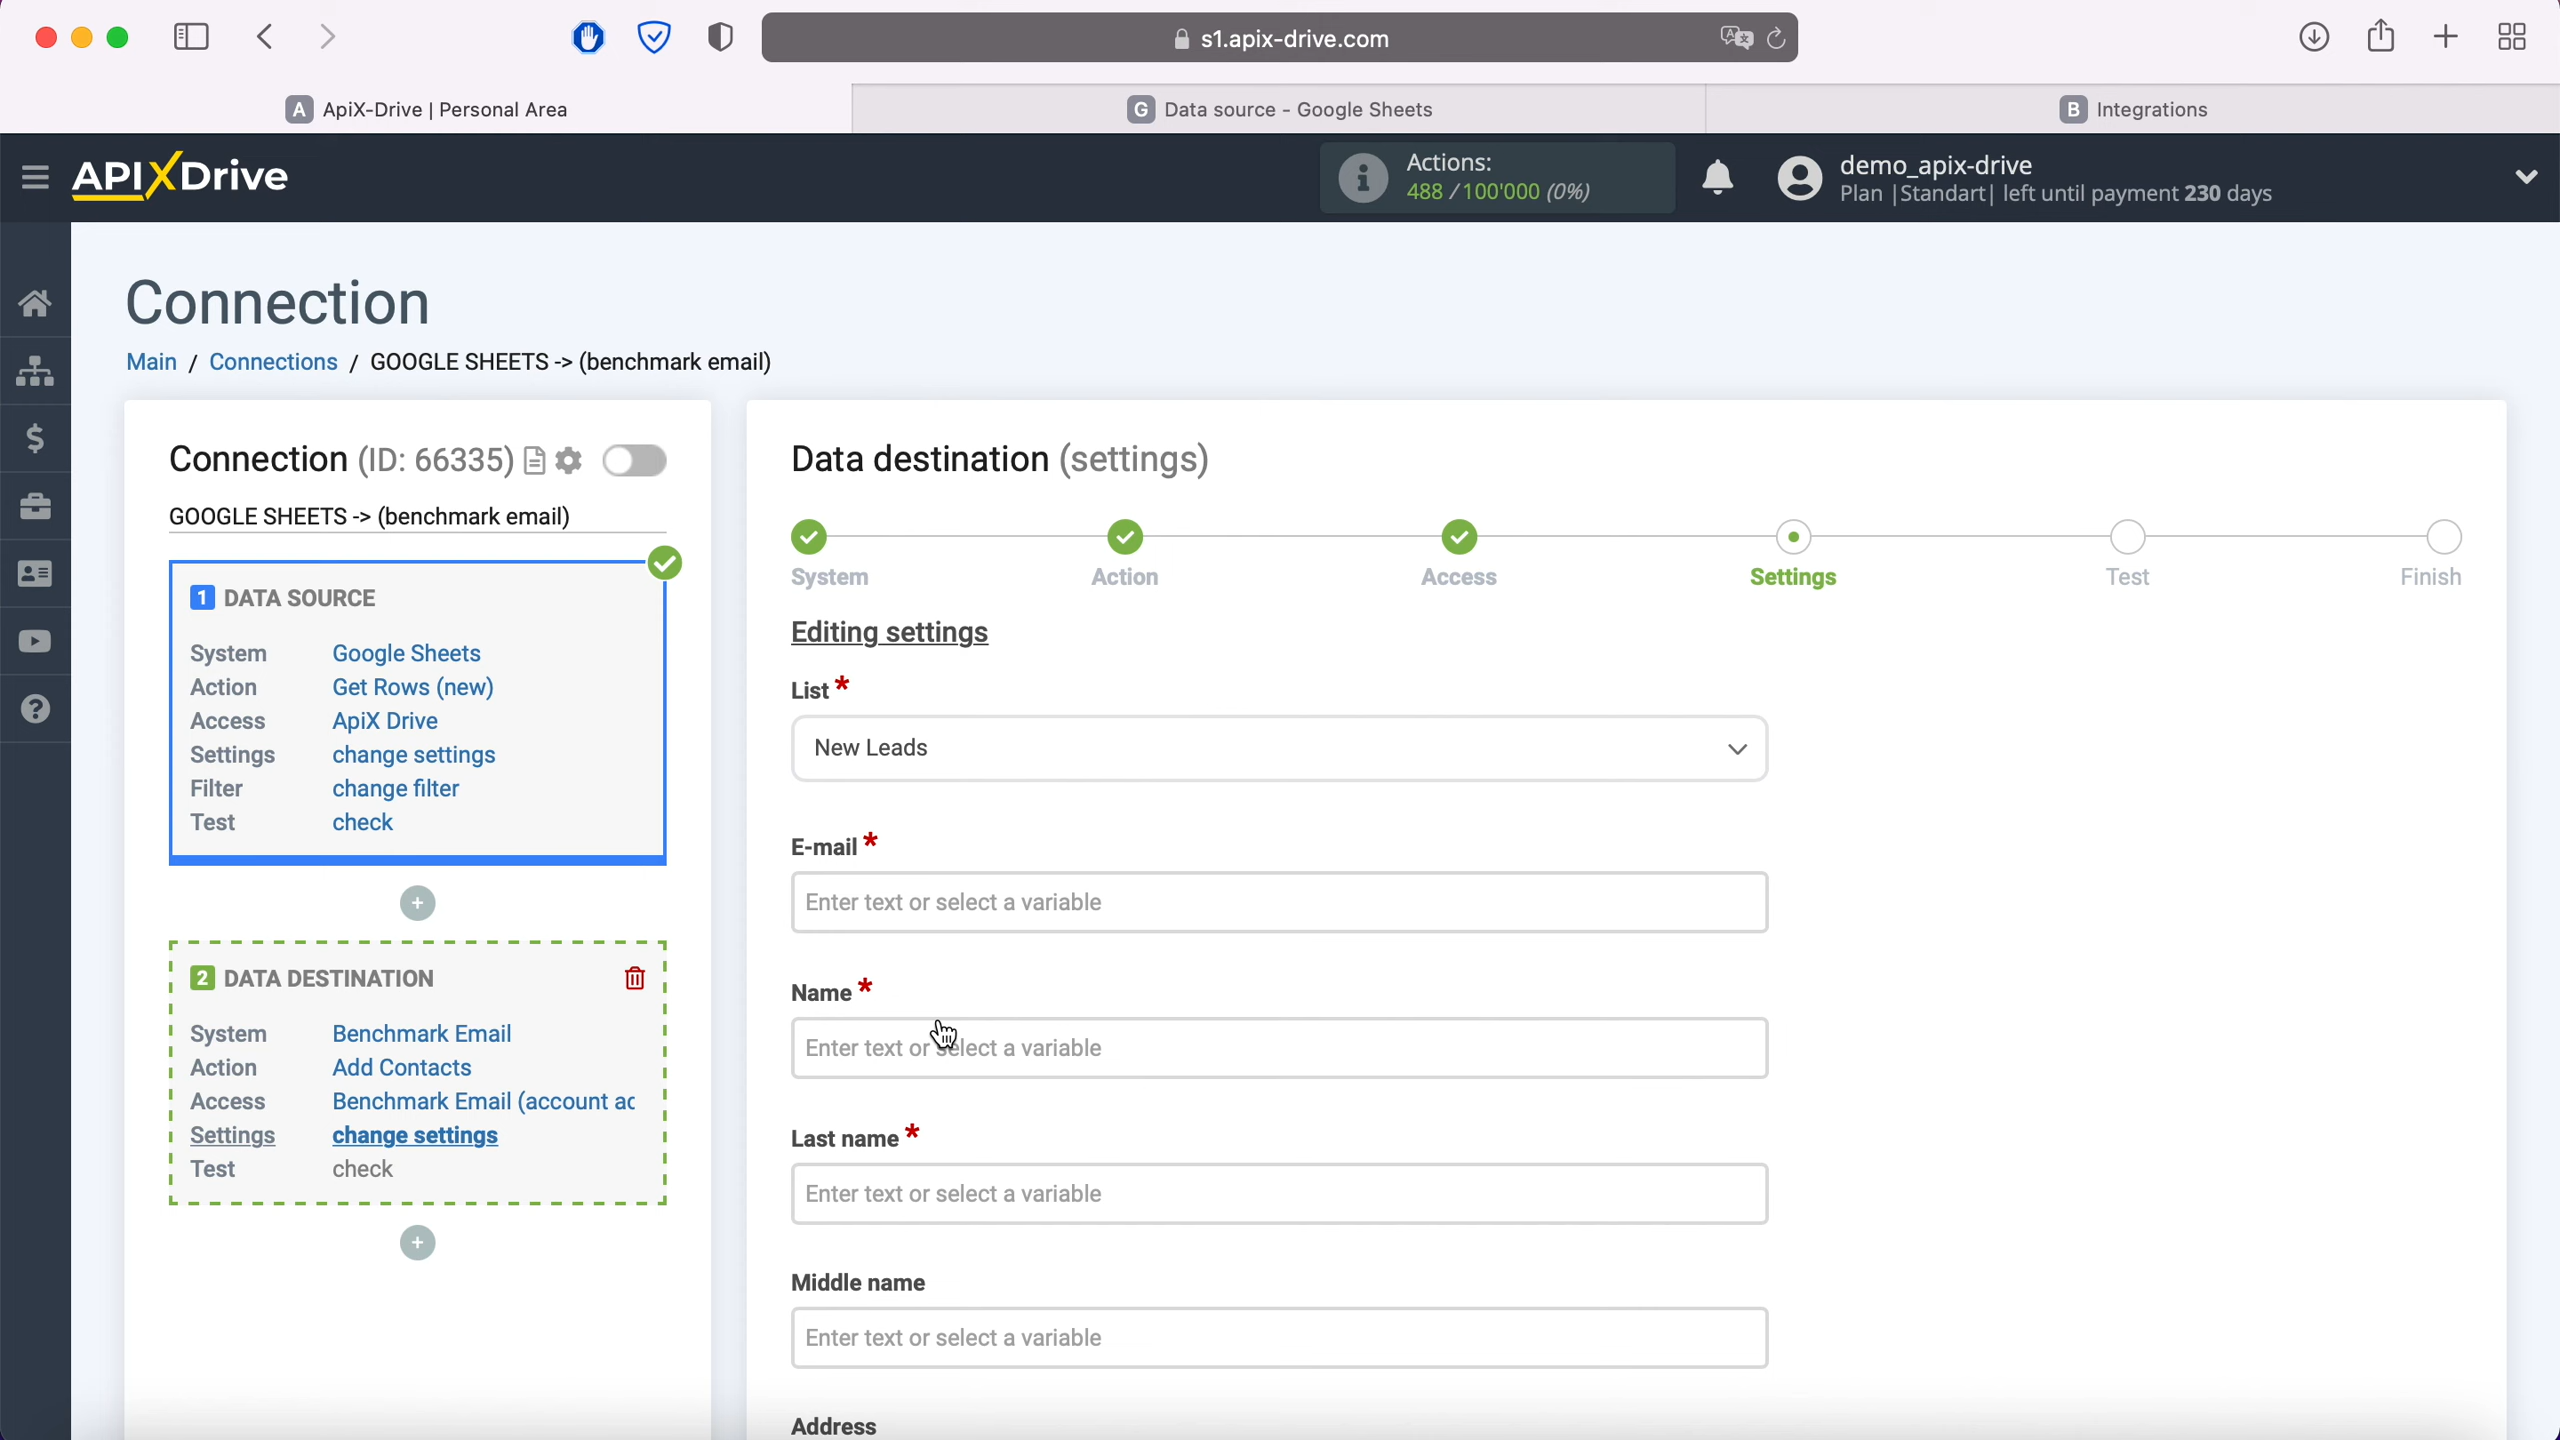 s1.apix-drive.com
A ApiX-Drive | Personal Area
G Data source - Google Sheets
B Integrations
APIXDrive
Actions:
488 / 100'000 (0%)
demo_apix-drive
Plan |Standart| left until payment 230 days
Connection
Main / Connections / GOOGLE SHEETS -> (benchmark email)
Connection (ID: 66335)
GOOGLE SHEETS -> (benchmark email)
1 DATA SOURCE
System Google Sheets
Action Get Rows (new)
Access ApiX Drive
Settings change settings
Filter change filter
Test check
2 DATA DESTINATION
System Benchmark Email
Action Add Contacts
Access Benchmark Email (account ac
Settings change settings
Test check
Data destination (settings)
System Action Access Settings Test Finish
Editing settings
List *
New Leads
E-mail *
Enter text or select a variable
Name *
Enter text or select a variable
Last name *
Enter text or select a variable
Middle name
Enter text or select a variable
Address